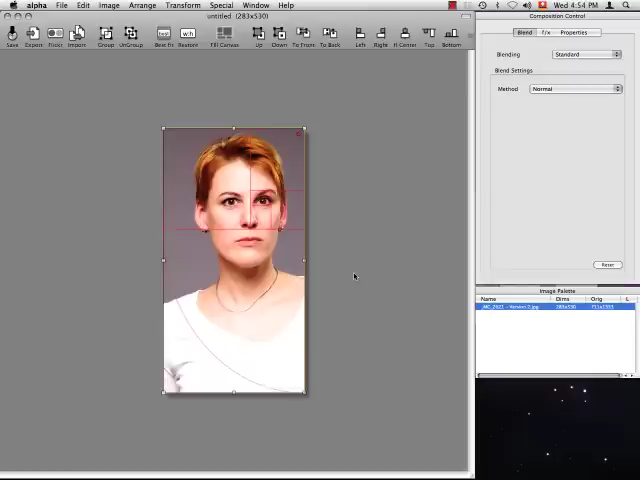 alpha File Edit Image Arrange Transform Special Window Help Wed 4:54 PM
untitled (283x530)
Save Export Flickr Import Group UnGroup Best fit Restore Fill Canvas Up Down To Front To Back Left Right H.Center Top Bottom
Composition Control
Blend f/x Properties
Blending Standard
Blend Settings
Method Normal
Reset
Image Palette
Name Dims Orig L
283x530